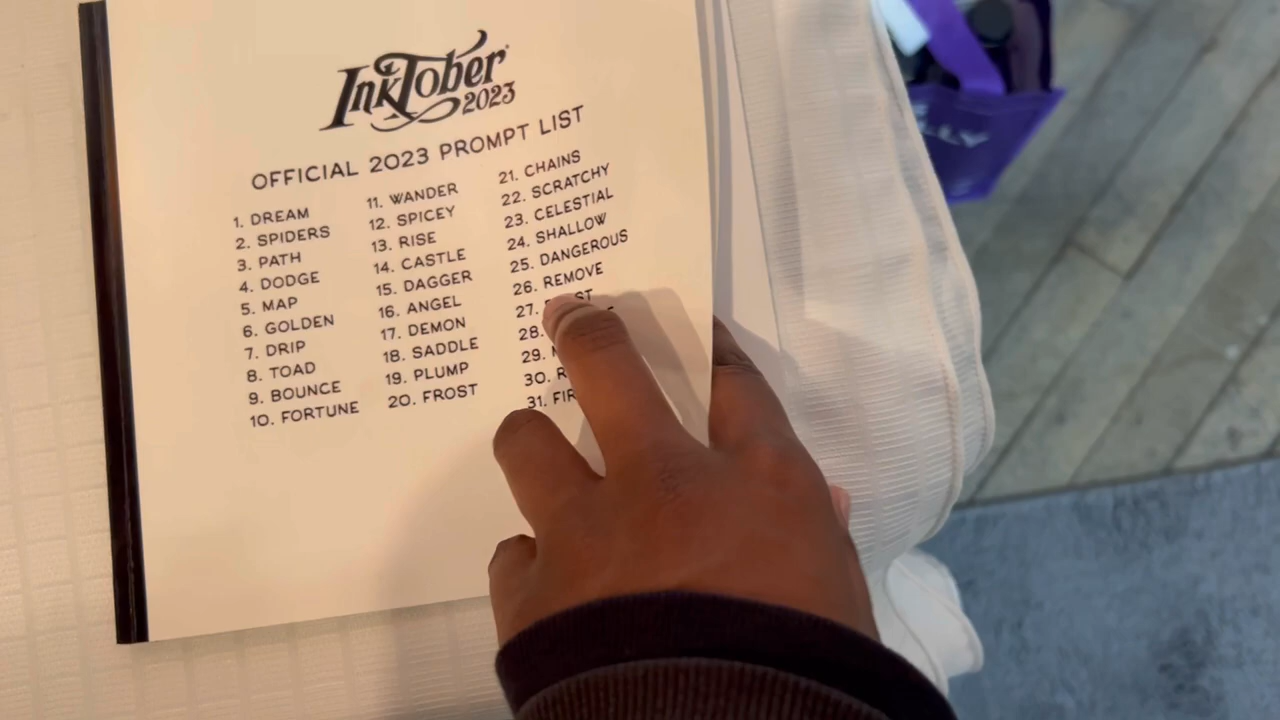 InkTober
2023
OFFICIAL 2023 PROMPT LIST
1. DREAM
2. SPIDERS
3. PATH
4. DODGE
5. MAP
6. GOLDEN
7. DRIP
8. TOAD
9. BOUNCE
10. FORTUNE
11. WANDER
12. SPICEY
13. RISE
14. CASTLE
15. DAGGER
16. ANGEL
17. DEMON
18. SADDLE
19. PLUMP
20. FROST
21. CHAINS
22. SCRATCHY
23. CELESTIAL
24. SHALLOW
25. DANGEROUS
26. REMOVE
27.
28.
29.
30.
31.